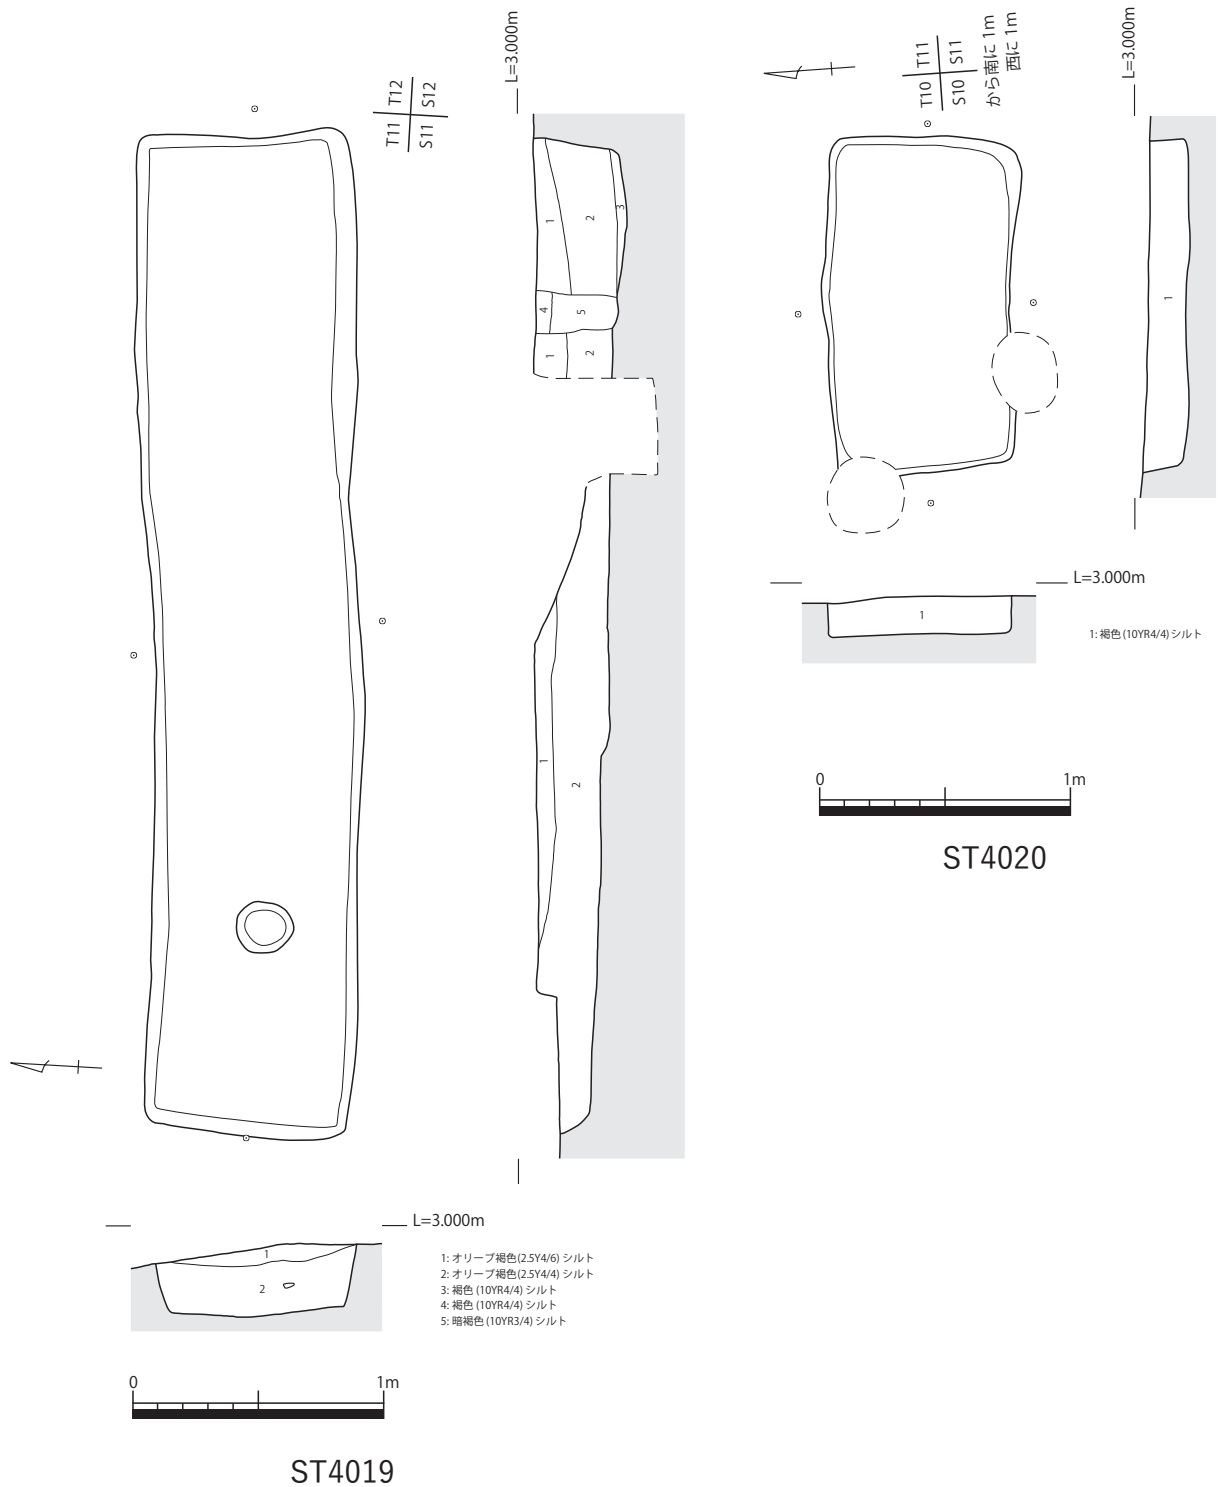 L=3.000m
T11 T12
S11 S12
1
2
3
4
5
1
2
1
2
L=3.000m
1
2
1: オリーブ褐色(2.5Y4/6) シルト
2: オリーブ褐色(2.5Y4/4) シルト
3: 褐色 (10YR4/4) シルト
4: 褐色 (10YR4/4) シルト
5: 暗褐色 (10YR3/4) シルト
0 1m
ST4019
T10 T11
S10 S11
から南に 1m
西に 1m
L=3.000m
1
L=3.000m
1
1: 褐色 (10YR4/4) シルト
0 1m
ST4020